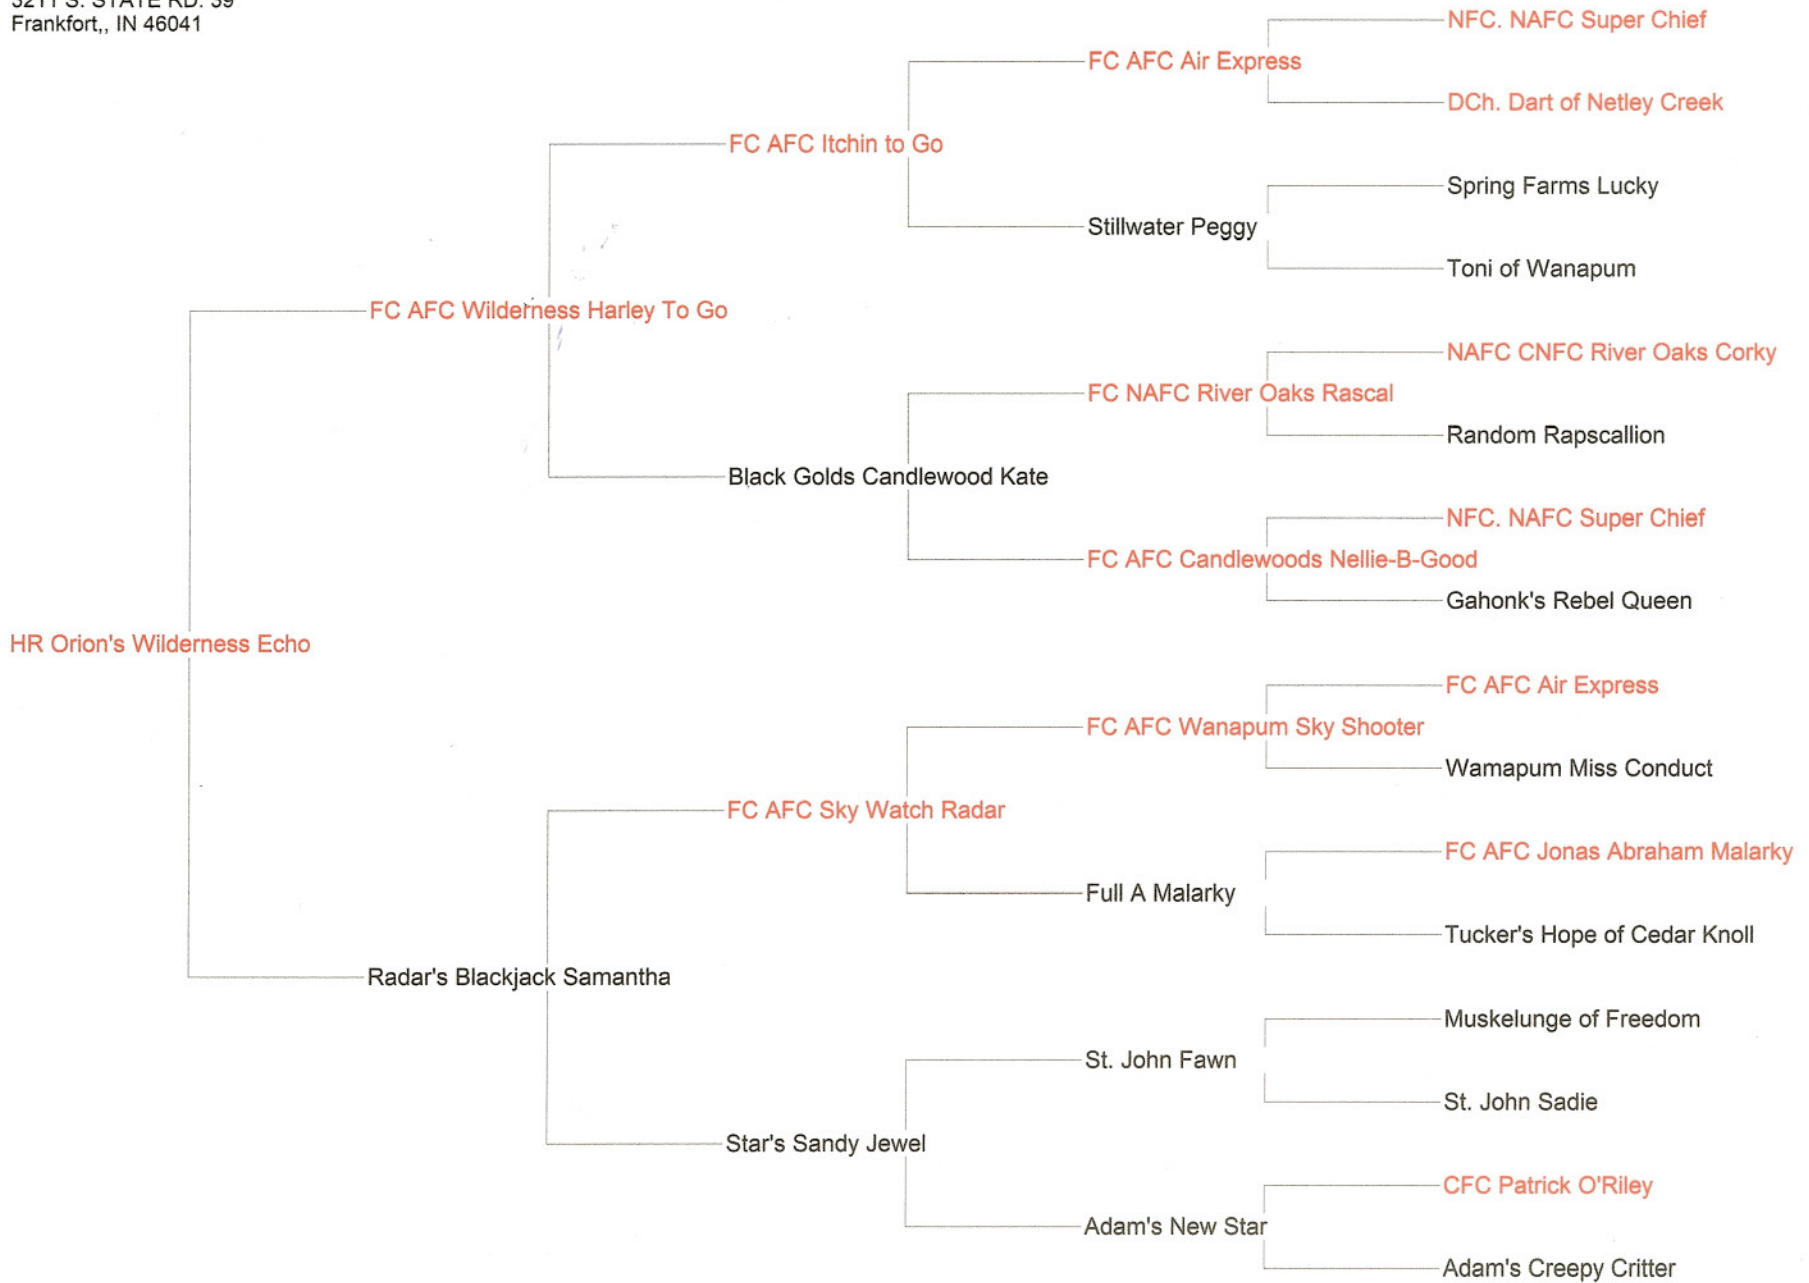 3211 S. STATE RD. 39
Frankfort,, IN 46041
NFC. NAFC Super Chief
FC AFC Air Express
DCh. Dart of Netley Creek
FC AFC Itchin to Go
Spring Farms Lucky
Stillwater Peggy
Toni of Wanapum
FC AFC Wilderness Harley To Go
NAFC CNFC River Oaks Corky
FC NAFC River Oaks Rascal
Random Rapscallion
Black Golds Candlewood Kate
NFC. NAFC Super Chief
FC AFC Candlewoods Nellie-B-Good
Gahonk's Rebel Queen
HR Orion's Wilderness Echo
FC AFC Air Express
FC AFC Wanapum Sky Shooter
Wamapum Miss Conduct
FC AFC Sky Watch Radar
FC AFC Jonas Abraham Malarky
Full A Malarky
Tucker's Hope of Cedar Knoll
Radar's Blackjack Samantha
Muskelunge of Freedom
St. John Fawn
St. John Sadie
Star's Sandy Jewel
CFC Patrick O'Riley
Adam's New Star
Adam's Creepy Critter